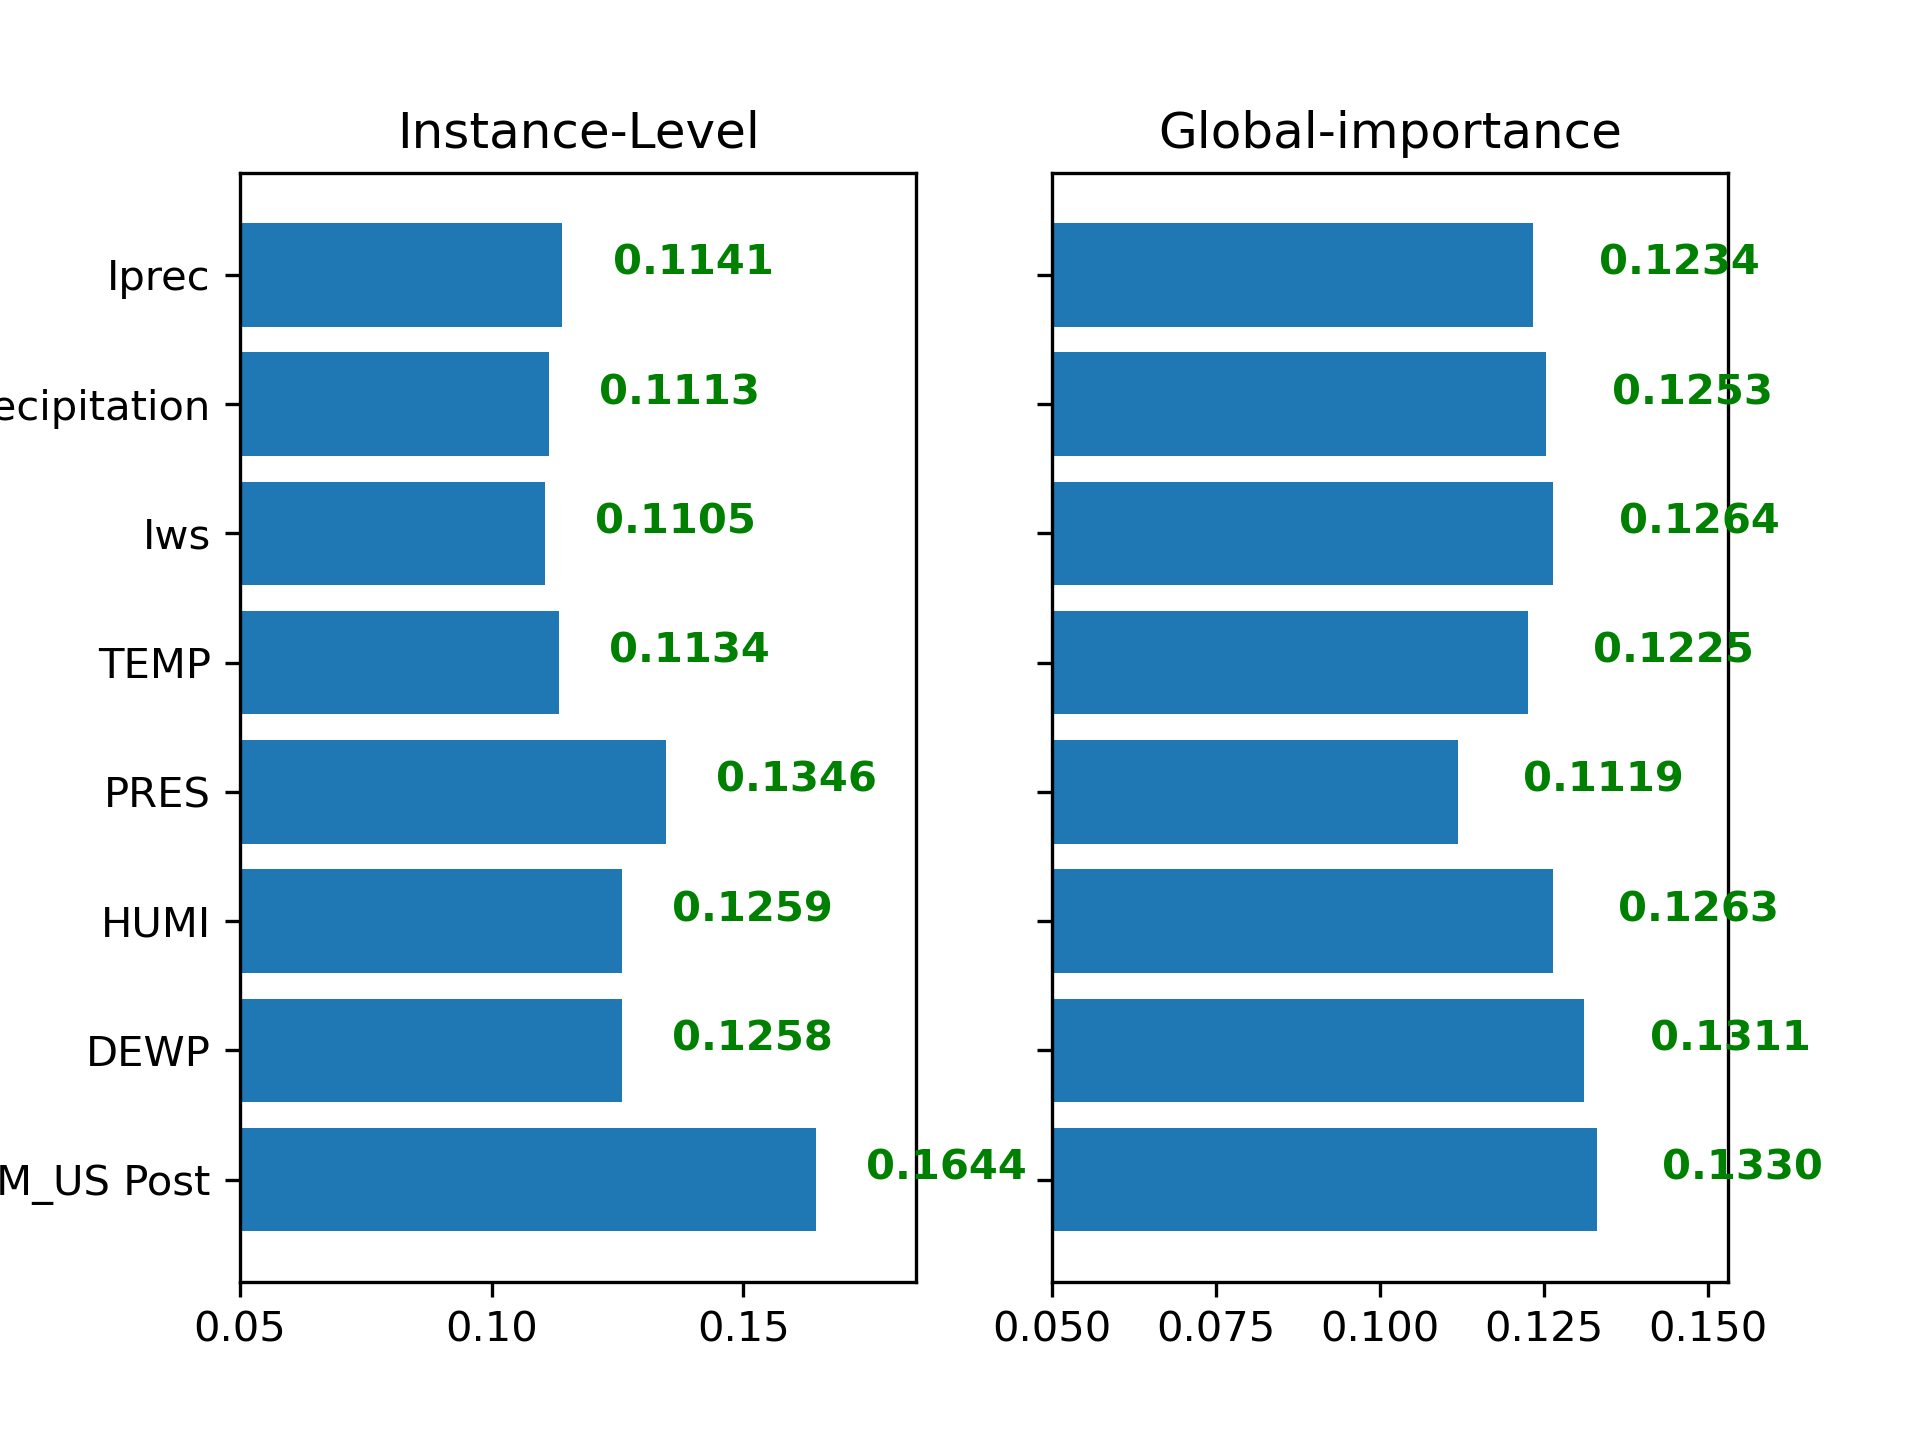 Instance-Level
Global-importance
Iprec 0.1141 0.1234
ecipitation 0.1113 0.1253
Iws 0.1105 0.1264
TEMP 0.1134 0.1225
PRES 0.1346 0.1119
HUMI 0.1259 0.1263
DEWP 0.1258 0.1311
M_US Post 0.1644 0.1330
0.05 0.10 0.15
0.050 0.075 0.100 0.125 0.150